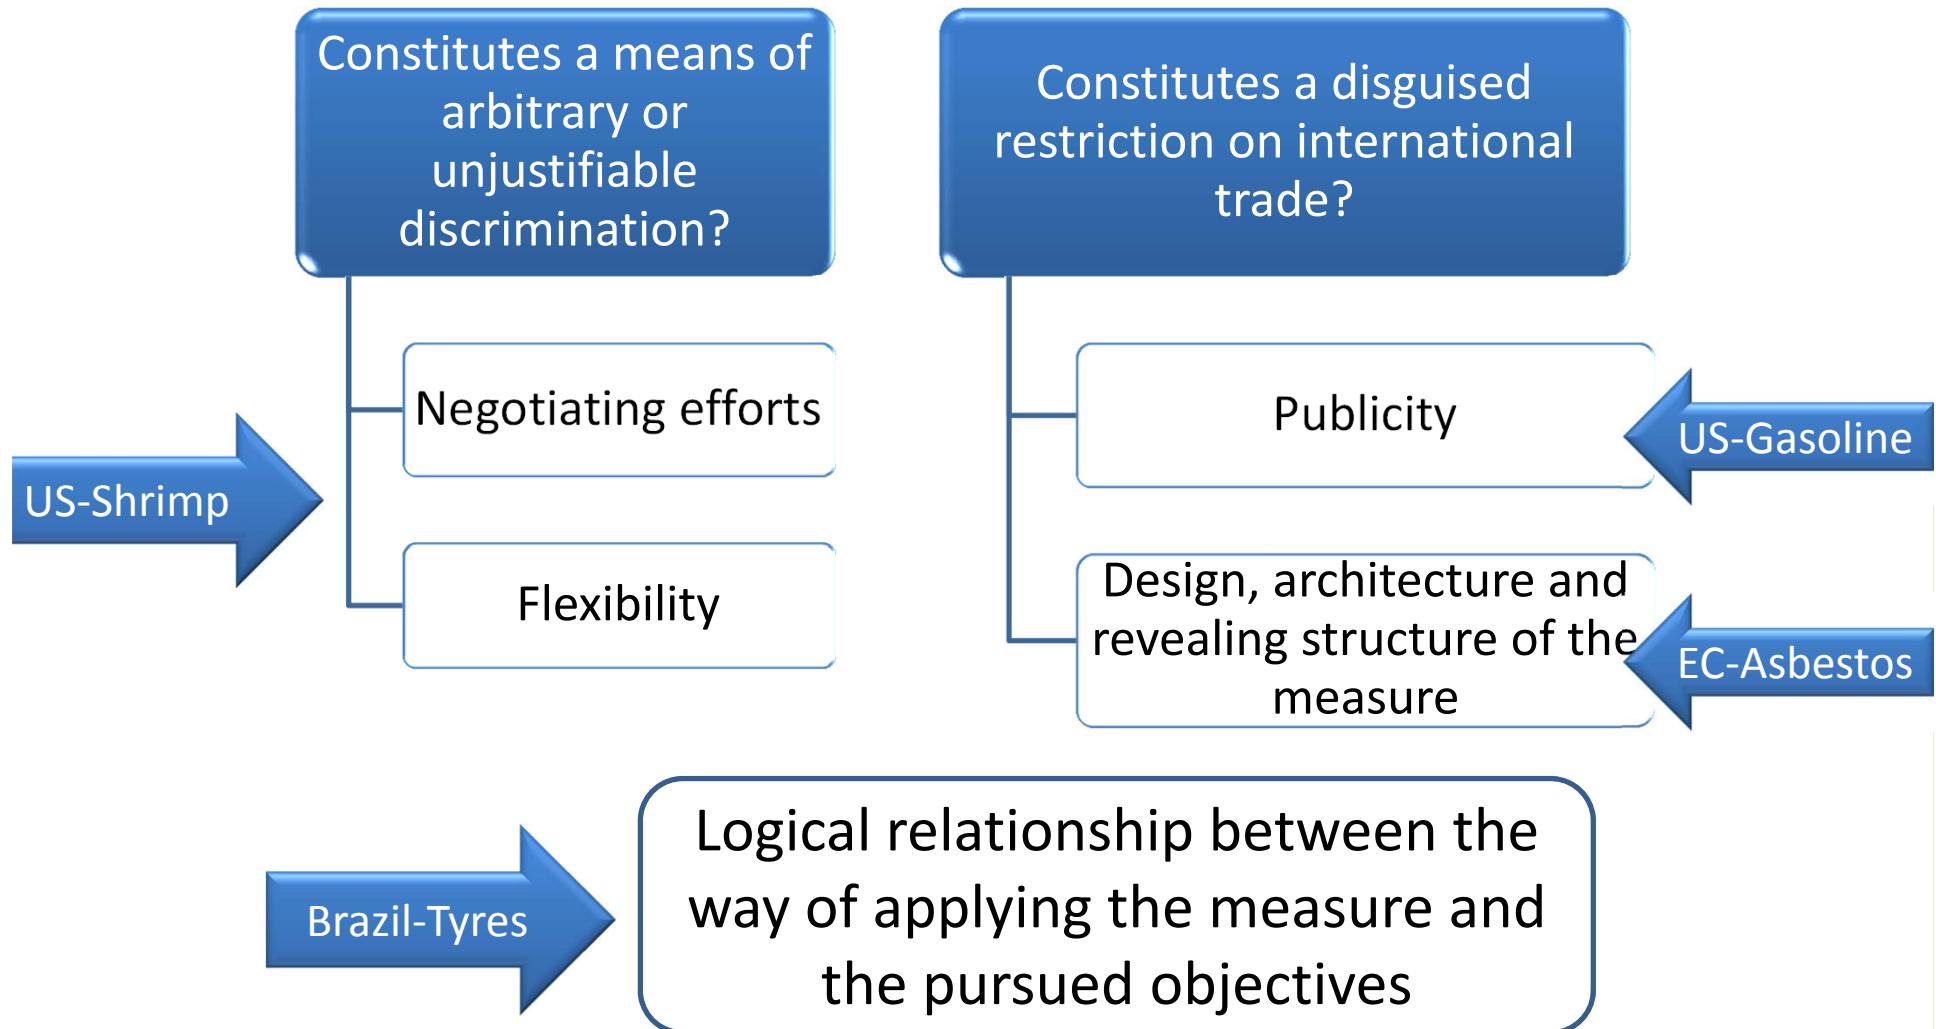 Constitutes a means of
arbitrary or
unjustifiable
discrimination?
Negotiating efforts
Flexibility
US-Shrimp
Constitutes a disguised
restriction on international
trade?
Publicity
US-Gasoline
Design, architecture and
revealing structure of the
measure
EC-Asbestos
Brazil-Tyres
Logical relationship between the
way of applying the measure and
the pursued objectives